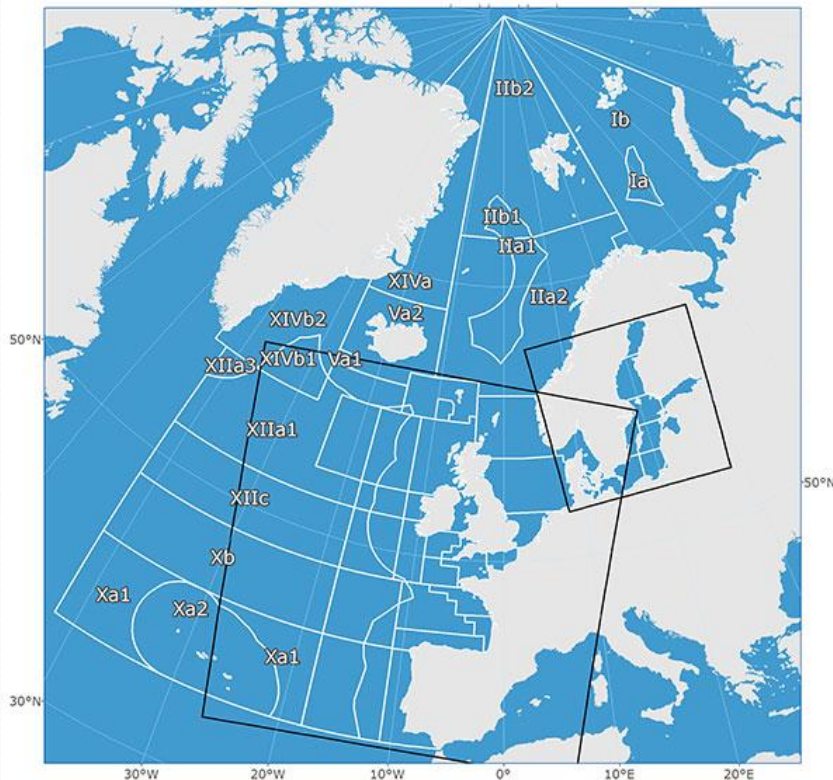 IIb2
Ib
Ia
IIb1
IIa1
XIVa
IIa2
Va2
XIVb2
50°N
XIIa3 XIVb1 Va1
XIIa1
50°N
XIIc
Xb
Xa1
Xa2
Xa1
30°N
30°W 20°W 10°W 0° 10°E 20°E